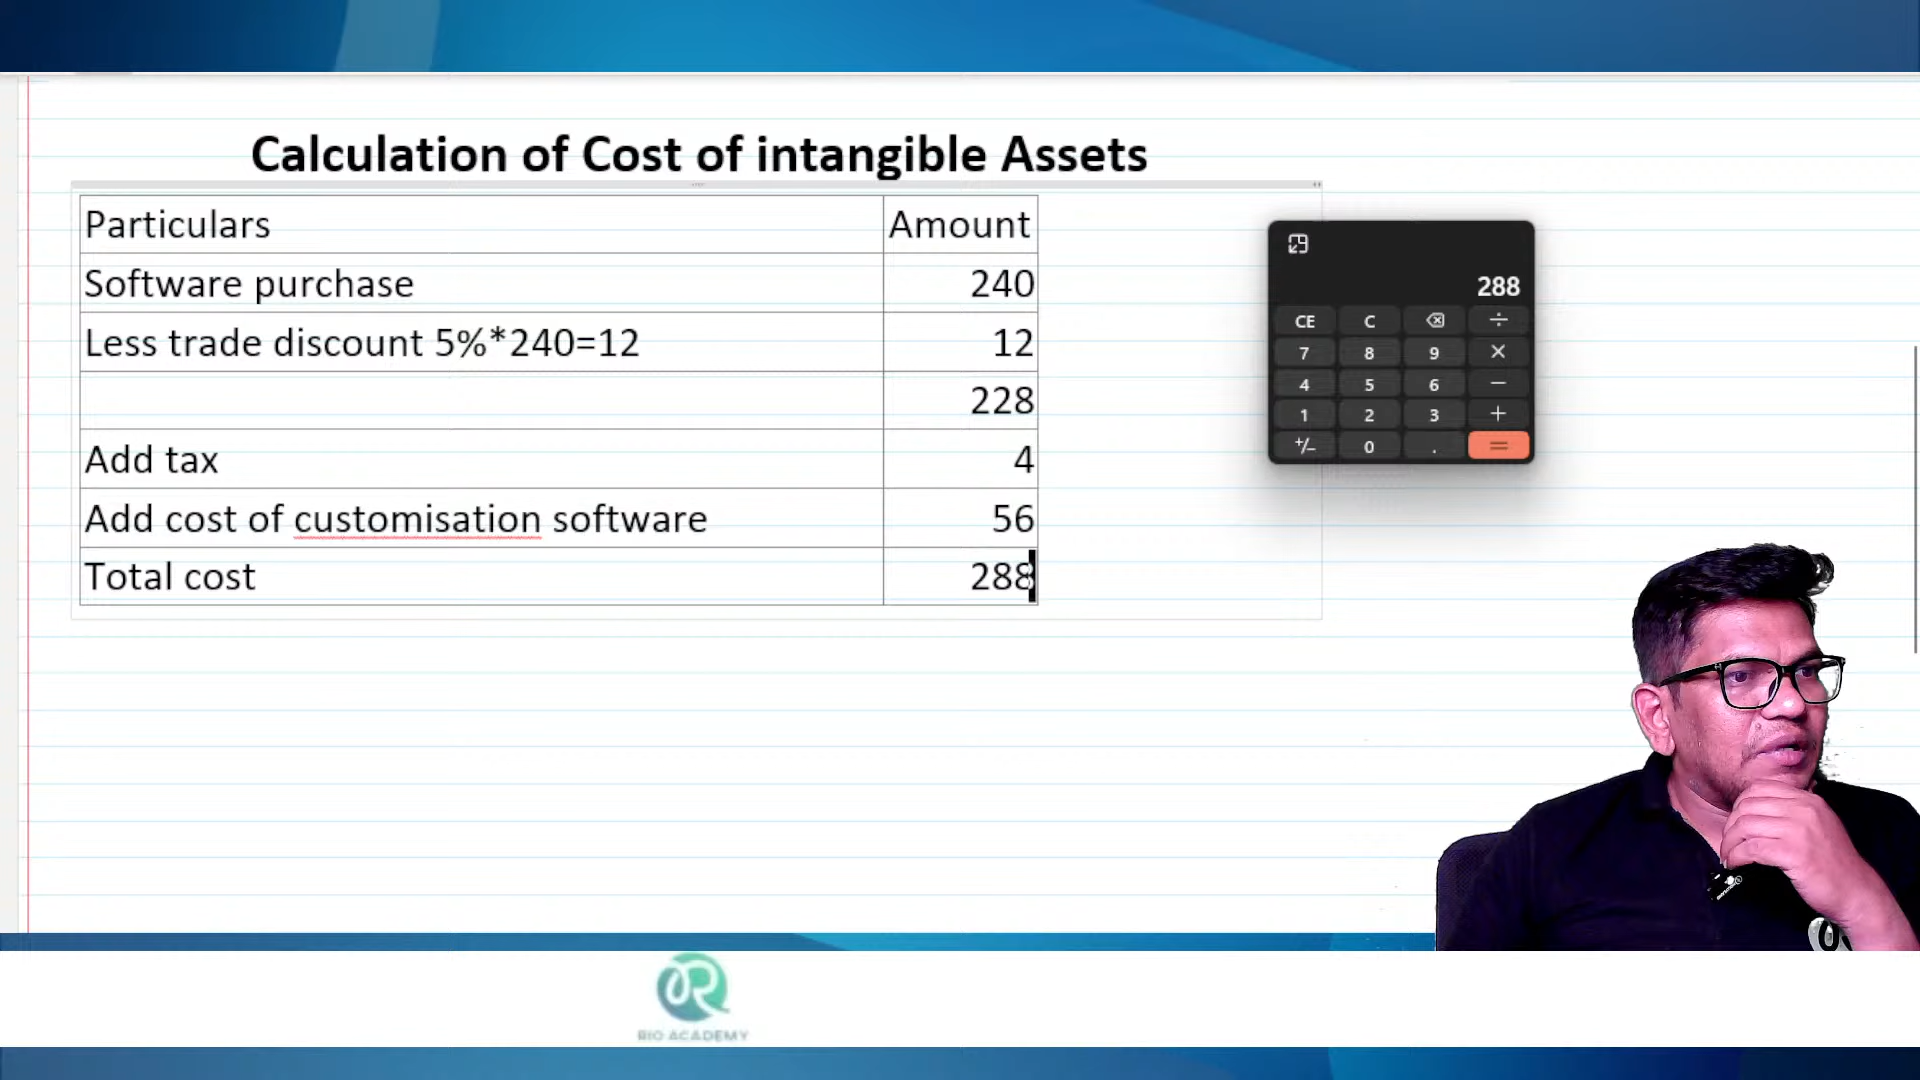 Calculation of Cost of intangible Assets
Particulars Amount
Software purchase 240
Less trade discount 5%*240=12 12
228
Add tax 4
Add cost of customisation software 56
Total cost 288
288
CE C ÷
7 8 9 ×
4 5 6 −
1 2 3 +
+/− 0 . =
RIO ACADEMY